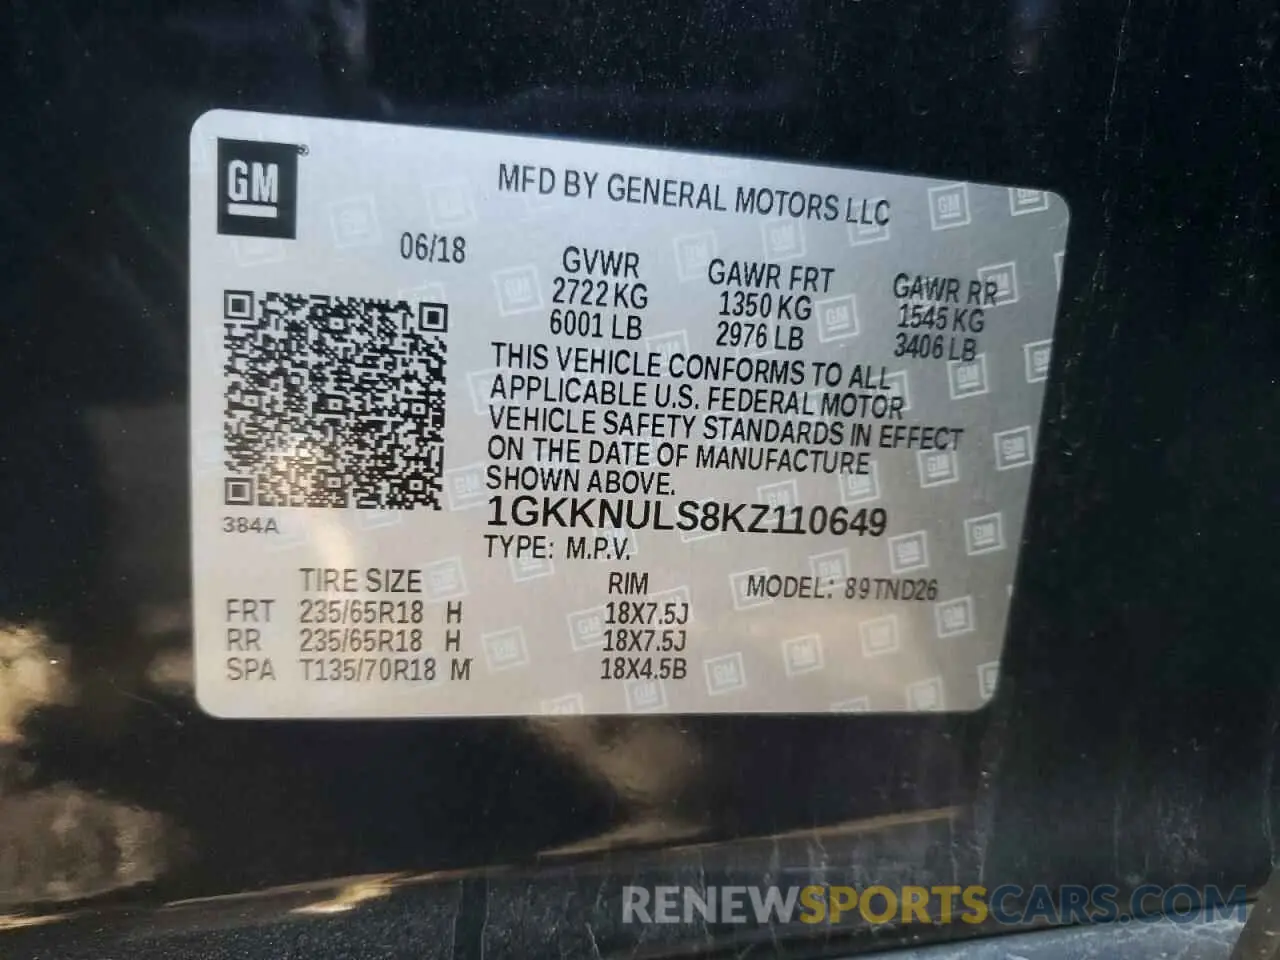 GM®
MFD BY GENERAL MOTORS LLC
06/18
GVWR
2722 KG
6001 LB
GAWR FRT
1350 KG
2976 LB
GAWR RR
1545 KG
3406 LB
THIS VEHICLE CONFORMS TO ALL
APPLICABLE U.S. FEDERAL MOTOR
VEHICLE SAFETY STANDARDS IN EFFECT
ON THE DATE OF MANUFACTURE
SHOWN ABOVE.
1GKKNULS8KZ110649
384A
TYPE: M.P.V.
TIRE SIZE RIM MODEL: 89TND26
FRT 235/65R18 H 18X7.5J
RR 235/65R18 H 18X7.5J
SPA T135/70R18 M 18X4.5B
RENEWSPORTSCARS.COM